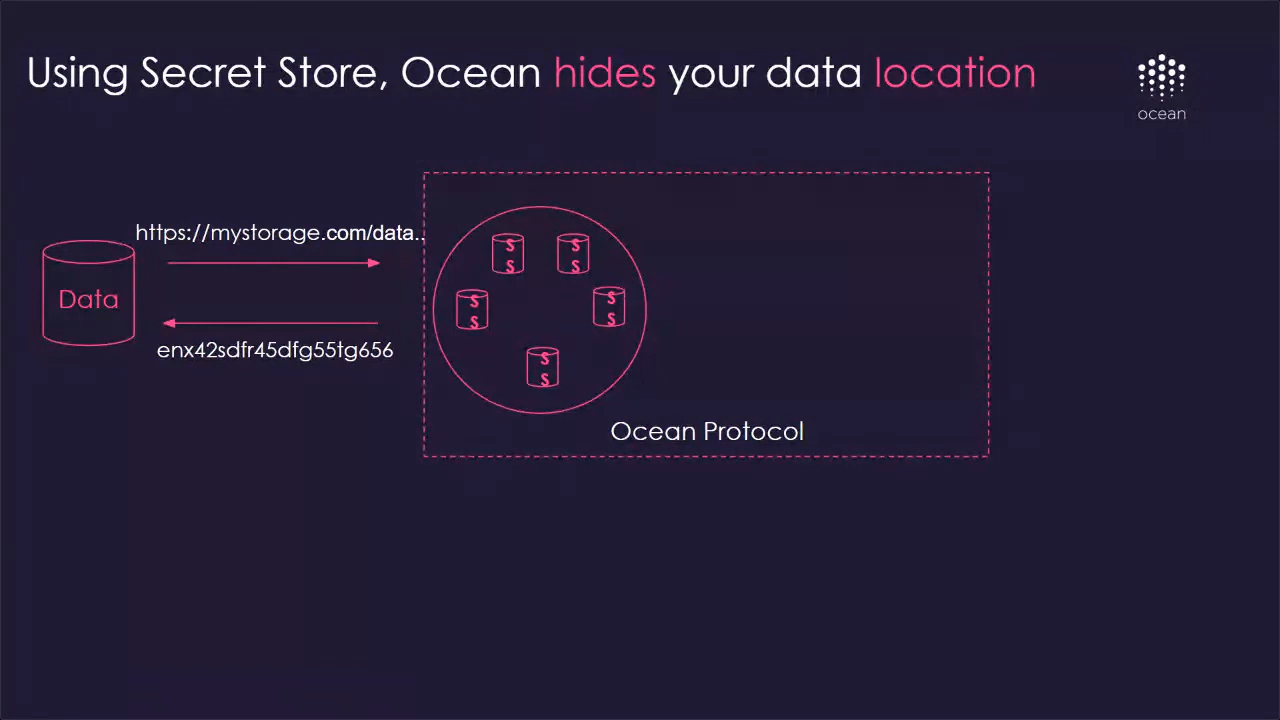 Using Secret Store, Ocean hides your data location
ocean
https://mystorage.com/data..
Data
enx42sdfr45dfg55tg656
S
S
S
S
S
S
S
S
S
S
Ocean Protocol